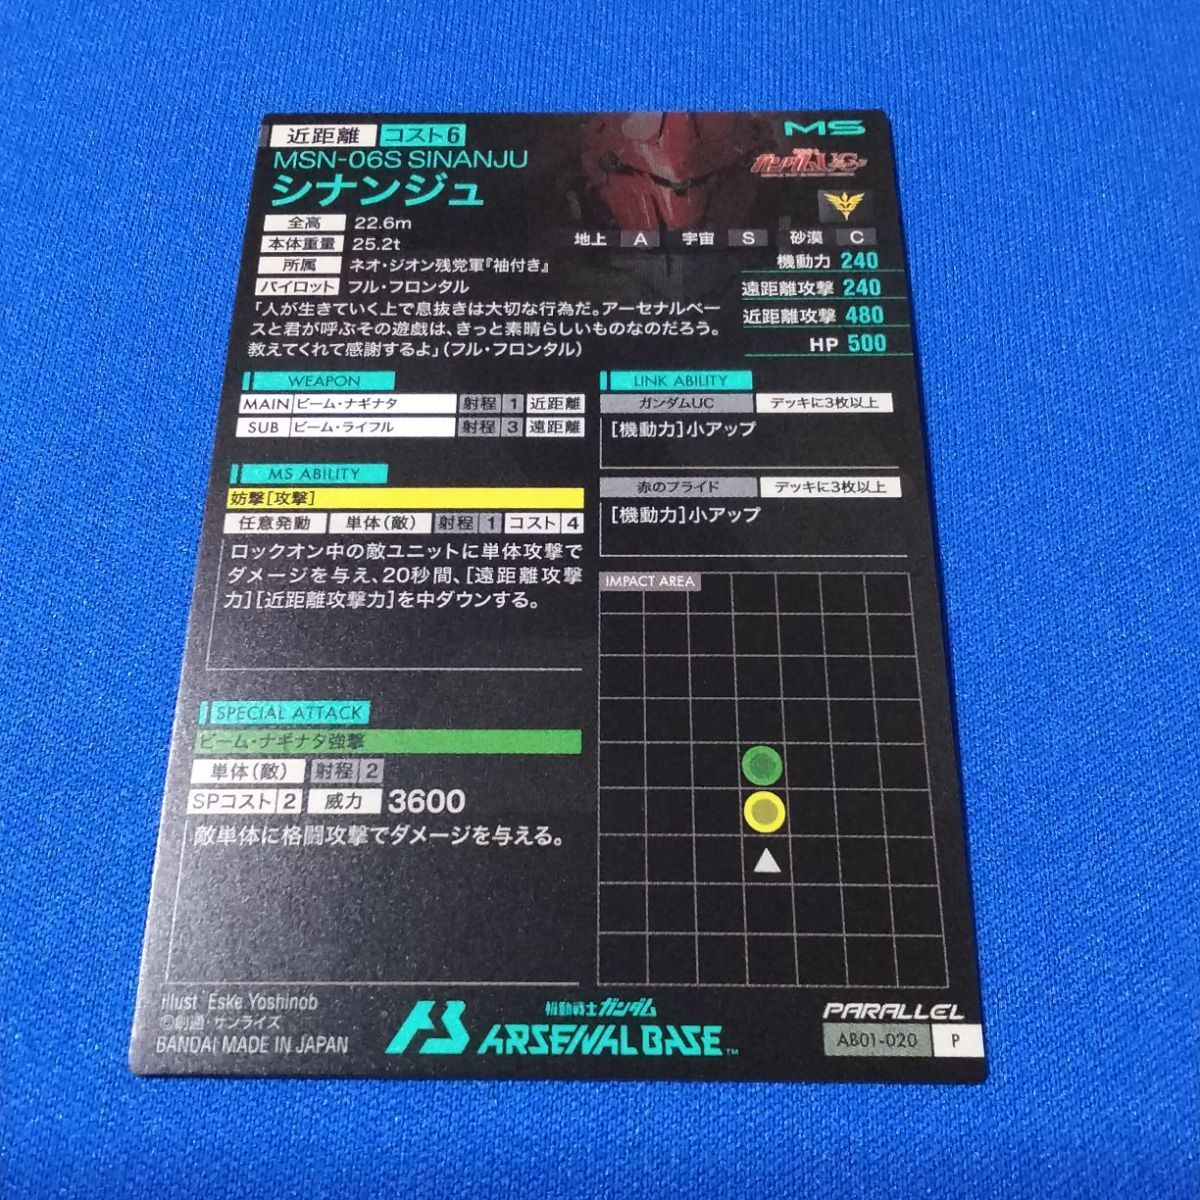 近距離 コスト6
MSN-06S SINANJU
シナンジュ
MS
ガンダムUC
全高 22.6m
本体重量 25.2t
所属 ネオ・ジオン残党軍『袖付き』
パイロット フル・フロンタル
地上 A 宇宙 S 砂漠 C
機動力 240
遠距離攻撃 240
近距離攻撃 480
HP 500
「人が生きていく上で息抜きは大切な行為だ。アーセナルベー
スと君が呼ぶその遊戯は、きっと素晴らしいものなのだろう。
教えてくれて感謝するよ」(フル・フロンタル)
WEAPON
MAIN ビーム・ナギナタ 射程 1 近距離
SUB ビーム・ライフル 射程 3 遠距離
MS ABILITY
妨撃[攻撃]
任意発動 単体(敵) 射程 1 コスト 4
ロックオン中の敵ユニットに単体攻撃で
ダメージを与え、20秒間、[遠距離攻撃
力][近距離攻撃力]を中ダウンする。
SPECIAL ATTACK
ビーム・ナギナタ強撃
単体(敵) 射程 2
SPコスト 2 威力 3600
敵単体に格闘攻撃でダメージを与える。
LINK ABILITY
ガンダムUC デッキに3枚以上
[機動力]小アップ
赤のプライド デッキに3枚以上
[機動力]小アップ
IMPACT AREA
Illust Eske Yoshinob
©創通・サンライズ
BANDAI MADE IN JAPAN
AB
機動戦士ガンダム
ARSENAL BASE™
PARALLEL
AB01-020 P